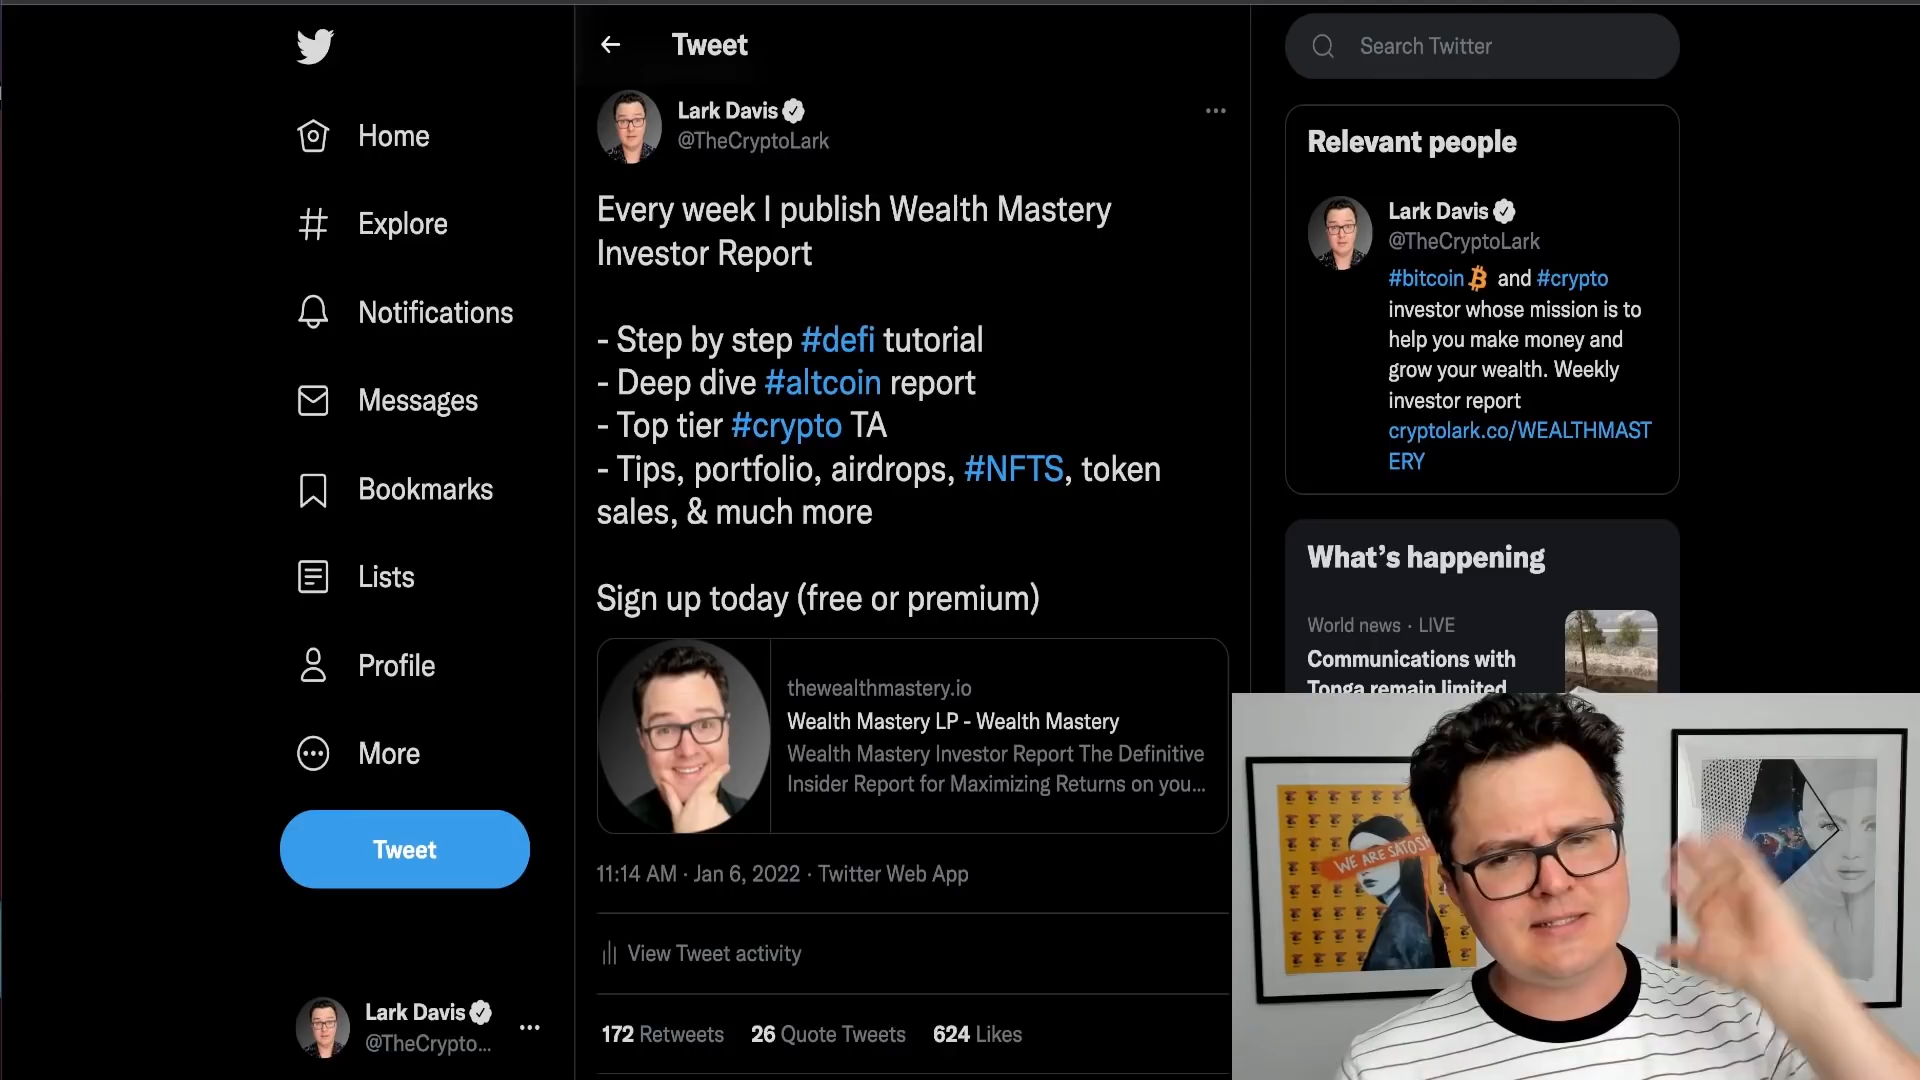 Home
Explore
Notifications
Messages
Bookmarks
Lists
Profile
More
Tweet
Lark Davis
@TheCrypto...
Tweet
Lark Davis
@TheCryptoLark
Every week I publish Wealth Mastery
Investor Report
- Step by step #defi tutorial
- Deep dive #altcoin report
- Top tier #crypto TA
- Tips, portfolio, airdrops, #NFTS, token
sales, & much more
Sign up today (free or premium)
thewealthmastery.io
Wealth Mastery LP - Wealth Mastery
Wealth Mastery Investor Report The Definitive
Insider Report for Maximizing Returns on you...
11:14 AM · Jan 6, 2022 · Twitter Web App
View Tweet activity
172 Retweets 26 Quote Tweets 624 Likes
Search Twitter
Relevant people
Lark Davis
@TheCryptoLark
#bitcoin and #crypto
investor whose mission is to
help you make money and
grow your wealth. Weekly
investor report
cryptolark.co/WEALTHMAST
ERY
What's happening
World news · LIVE
Communications with
Tonga remain limited
WE ARE SATOSH